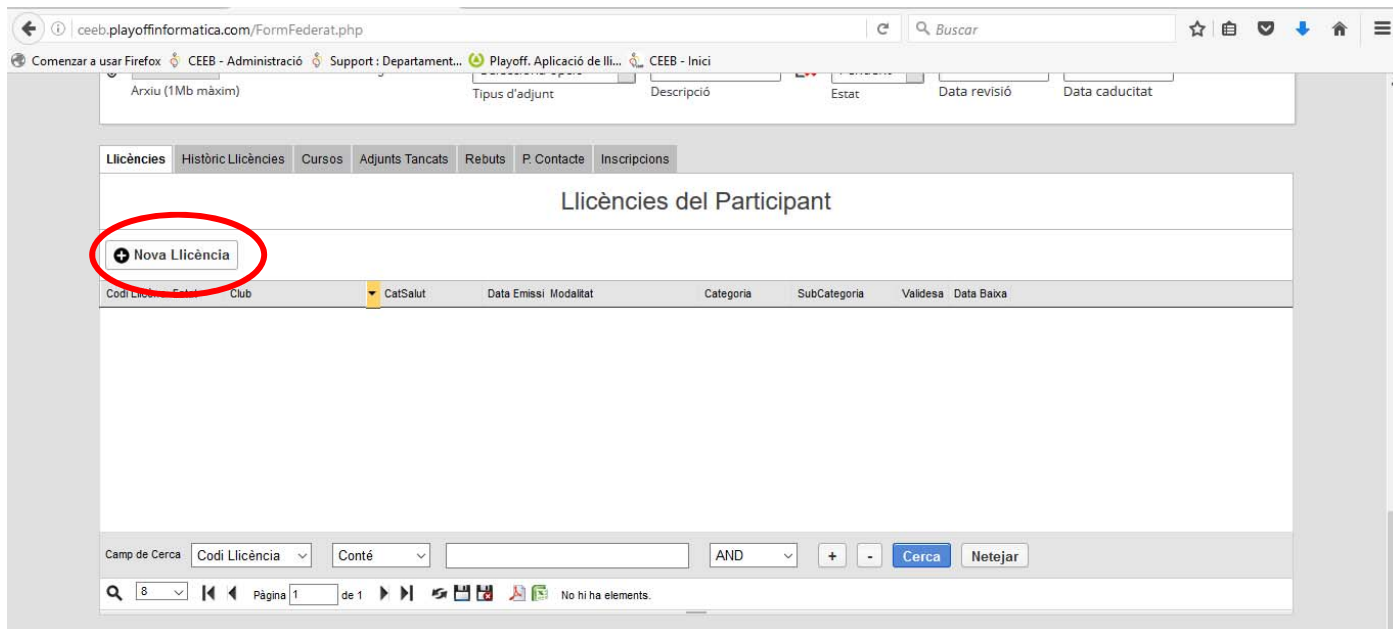 ceeb.playoffinformatica.com/FormFederat.php
Buscar
Comenzar a usar Firefox CEEB - Administració Support : Departament... Playoff. Aplicació de lli... CEEB - Inici
Arxiu (1Mb màxim) Tipus d'adjunt Descripció Estat Data revisió Data caducitat
Llicències Històric Llicències Cursos Adjunts Tancats Rebuts P. Contacte Inscripcions
Llicències del Participant
Nova Llicència
Codi Club CatSalut Data Emissi Modalitat Categoria SubCategoria Validesa Data Baixa
Camp de Cerca Codi Llicència Conté AND + - Cerca Netejar
8 Pàgina 1 de 1 No hi ha elements.